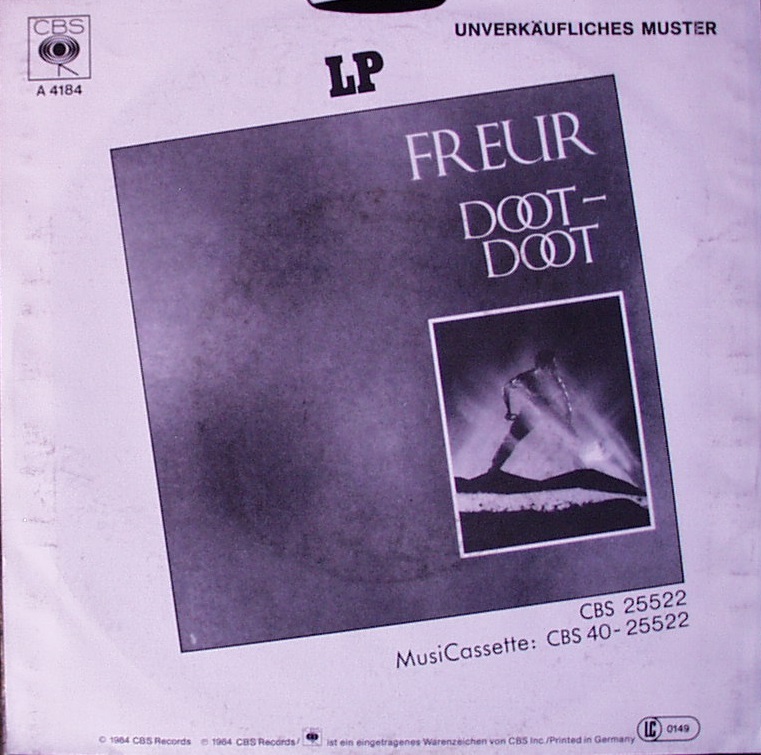 UNVERKÄUFLICHES MUSTER
CBS
A 4184
LP
FREUR
DOOT-
DOOT
CBS 25522
MusiCassette: CBS 40-25522
© 1984 CBS Records ℗ 1984 CBS Records/ ist ein eingetragenes Warenzeichen von CBS Inc./Printed in Germany LC 0149